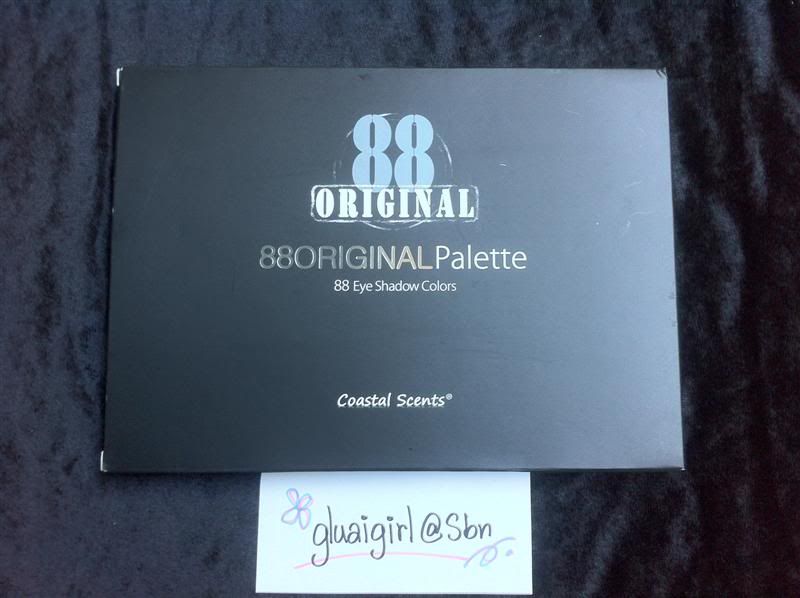 88
ORIGINAL
88ORIGINALPalette
88 Eye Shadow Colors
Coastal Scents®
gluaigirl@Sbn